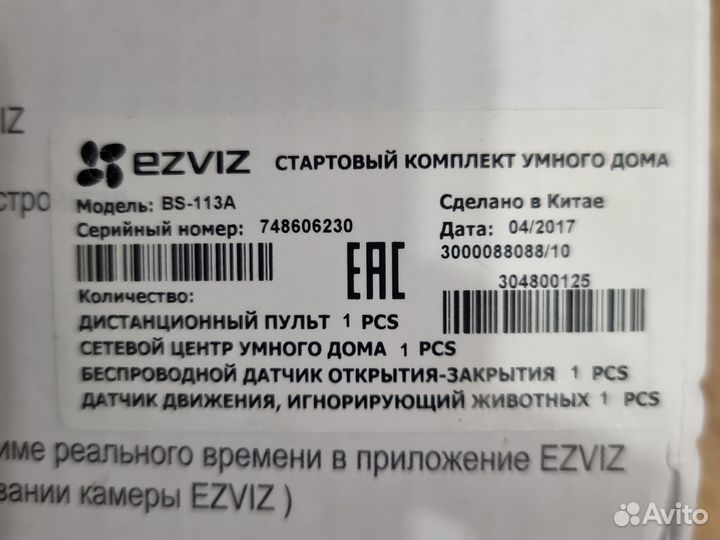 IZ
стро
ezviz СТАРТОВЫЙ КОМПЛЕКТ УМНОГО ДОМА
Модель: BS-113A
Сделано в Китае
Серийный номер: 748606230
Дата: 04/2017
3000088088/10
EAC
304800125
Количество:
ДИСТАНЦИОННЫЙ ПУЛЬТ 1 PCS
СЕТЕВОЙ ЦЕНТР УМНОГО ДОМА 1 PCS
БЕСПРОВОДНОЙ ДАТЧИК ОТКРЫТИЯ-ЗАКРЫТИЯ 1 PCS
ДАТЧИК ДВИЖЕНИЯ, ИГНОРИРУЮЩИЙ ЖИВОТНЫХ 1 PCS
име реального времени в приложение EZVIZ
зовании камеры EZVIZ )
Avito